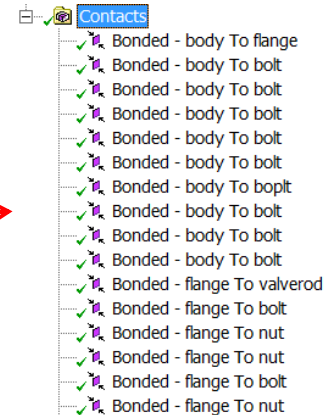 Contacts
Bonded - body To flange
Bonded - body To bolt
Bonded - body To bolt
Bonded - body To bolt
Bonded - body To bolt
Bonded - body To bolt
Bonded - body To boplt
Bonded - body To bolt
Bonded - body To bolt
Bonded - body To bolt
Bonded - flange To valverod
Bonded - flange To bolt
Bonded - flange To nut
Bonded - flange To nut
Bonded - flange To bolt
Bonded - flange To nut